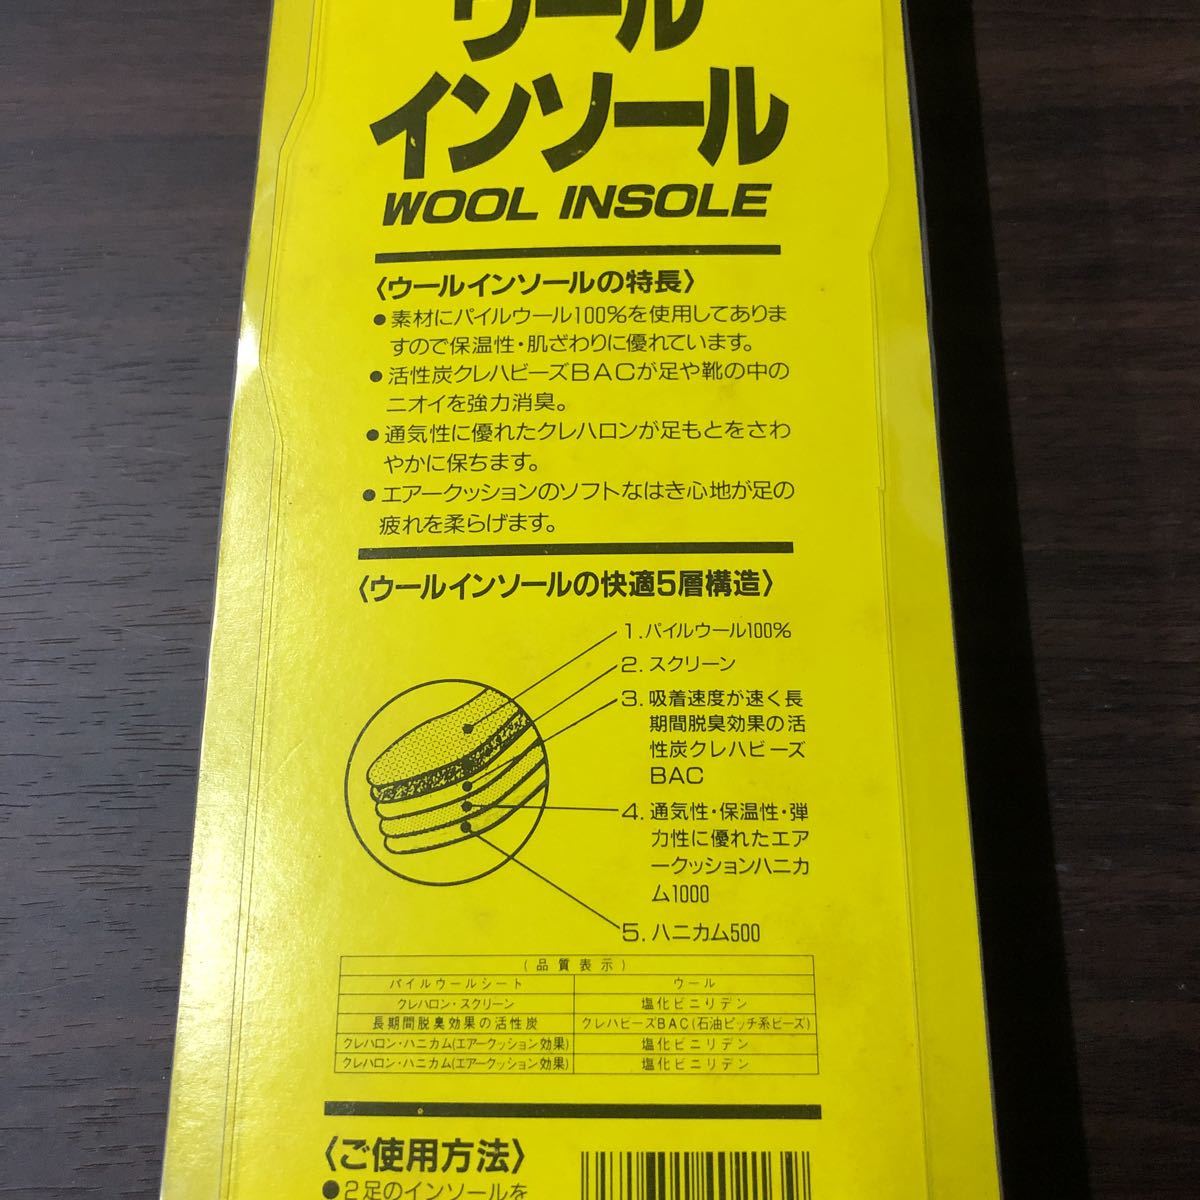 ウール
インソール
WOOL INSOLE
〈ウールインソールの特長〉
●素材にパイルウール100%を使用してありま
すので保温性・肌ざわりに優れています。
●活性炭クレハビーズBACが足や靴の中の
ニオイを強力消臭。
●通気性に優れたクレハロンが足もとをさわ
やかに保ちます。
●エアークッションのソフトなはき心地が足の
疲れを柔らげます。
〈ウールインソールの快適5層構造〉
1.パイルウール100%
2.スクリーン
3.吸着速度が速く長
期間脱臭効果の活
性炭クレハビーズ
BAC
4.通気性・保温性・弾
力性に優れたエア
ークッションハニカ
ム1000
5.ハニカム500
(品質表示)
パイルウールシート ウール
クレハロン・スクリーン 塩化ビニリデン
長期間脱臭効果の活性炭 クレハビーズBAC(石油ピッチ系ビーズ)
クレハロン・ハニカム(エアークッション効果) 塩化ビニリデン
クレハロン・ハニカム(エアークッション効果) 塩化ビニリデン
〈ご使用方法〉
●2足のインソールを